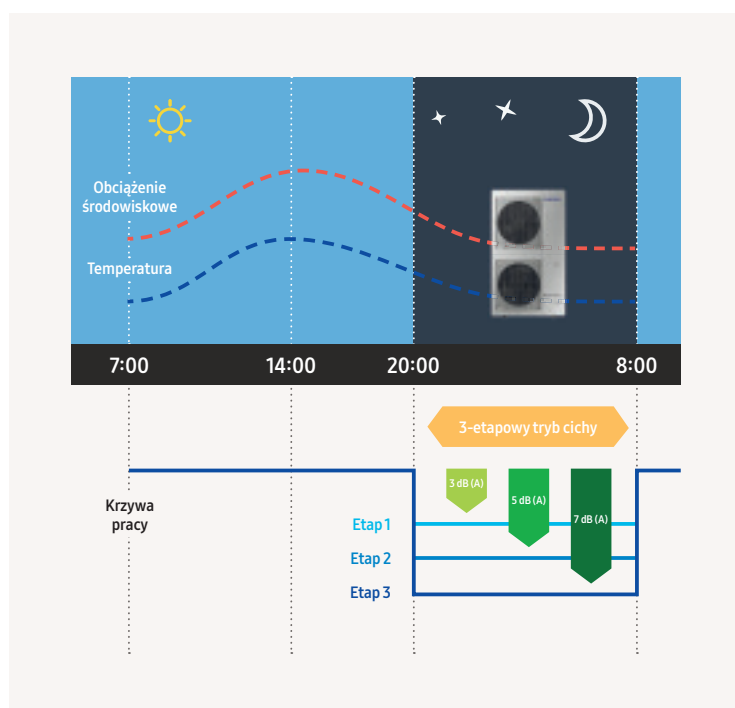 Obciążenie
środowiskowe
Temperatura
7:00
14:00
20:00
8:00
3-etapowy tryb cichy
3 dB (A)
5 dB (A)
7 dB (A)
Krzywa
pracy
Etap 1
Etap 2
Etap 3